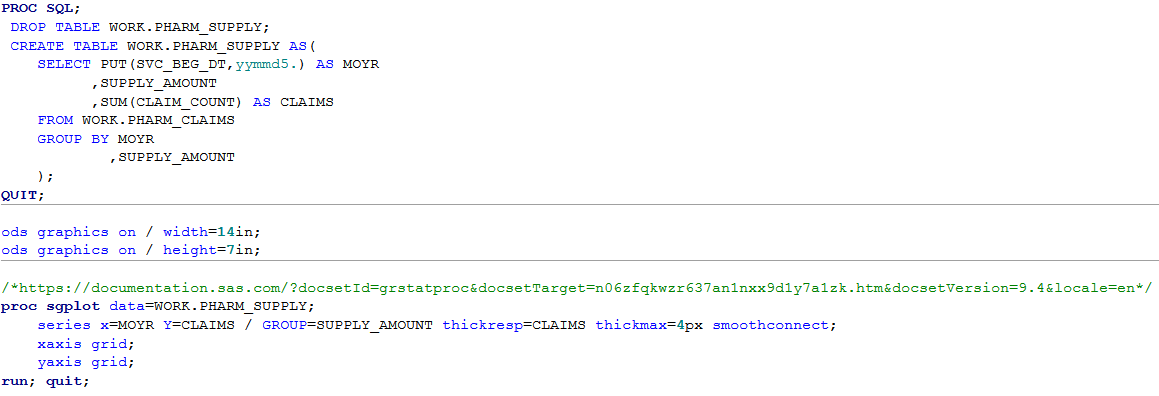 PROC SQL;
DROP TABLE WORK.PHARM_SUPPLY;
CREATE TABLE WORK.PHARM_SUPPLY AS(
SELECT PUT(SVC_BEG_DT,yymmd5.) AS MOYR
,SUPPLY_AMOUNT
,SUM(CLAIM_COUNT) AS CLAIMS
FROM WORK.PHARM_CLAIMS
GROUP BY MOYR
,SUPPLY_AMOUNT
);
QUIT;
ods graphics on / width=14in;
ods graphics on / height=7in;
/*https://documentation.sas.com/?docsetId=grstatproc&docsetTarget=n06zfqkwzr637an1nxx9d1y7a1zk.htm&docsetVersion=9.4&locale=en*/
proc sgplot data=WORK.PHARM_SUPPLY;
series x=MOYR Y=CLAIMS / GROUP=SUPPLY_AMOUNT thickresp=CLAIMS thickmax=4px smoothconnect;
xaxis grid;
yaxis grid;
run; quit;